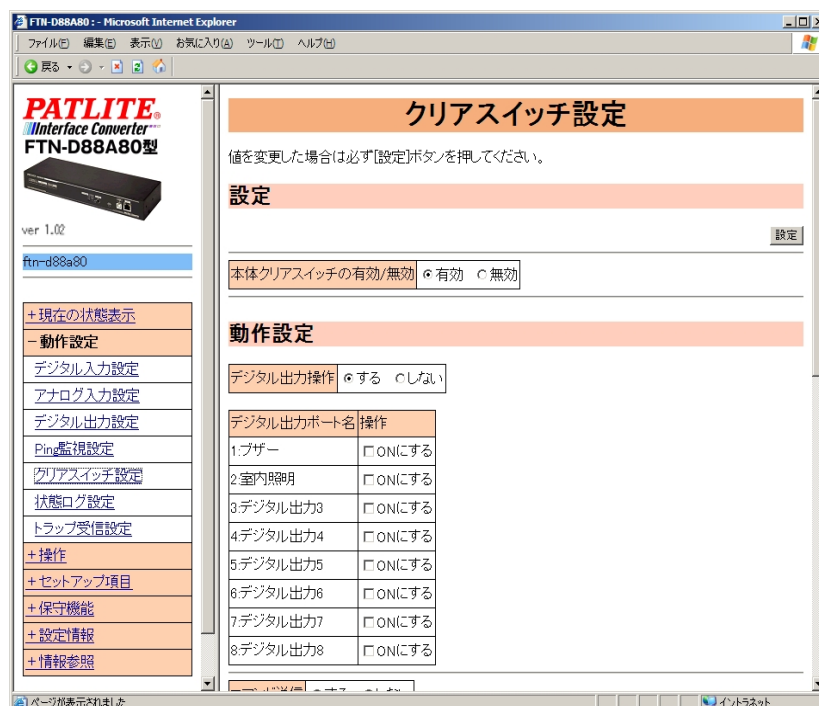 FTN-D88A80 : - Microsoft Internet Explorer
ファイル(F) 編集(E) 表示(V) お気に入り(A) ツール(T) ヘルプ(H)
戻る
PATLITE®
Interface Converter
FTN-D88A80型
ver 1.02
ftn-d88a80
+現在の状態表示
-動作設定
デジタル入力設定
アナログ入力設定
デジタル出力設定
Ping監視設定
クリアスイッチ設定
状態ログ設定
トラップ受信設定
+操作
+セットアップ項目
+保守機能
+設定情報
+情報参照
クリアスイッチ設定
値を変更した場合は必ず[設定]ボタンを押してください。
設定
設定
本体クリアスイッチの有効/無効 有効 無効
動作設定
デジタル出力操作 する しない
デジタル出力ポート名 操作
1:ブザー ONにする
2:室内照明 ONにする
3:デジタル出力3 ONにする
4:デジタル出力4 ONにする
5:デジタル出力5 ONにする
6:デジタル出力6 ONにする
7:デジタル出力7 ONにする
8:デジタル出力8 ONにする
ページが表示されました イントラネット